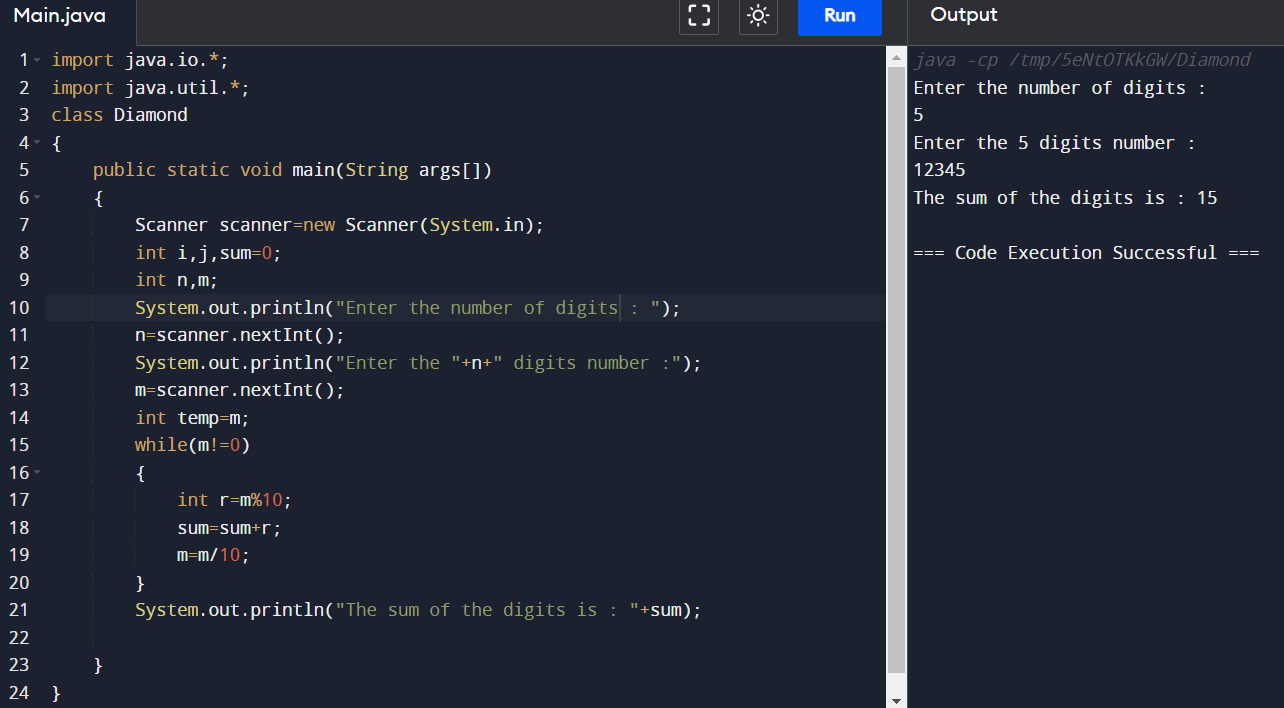 Main.java
Run
Output
1 import java.io.*;
2 import java.util.*;
3 class Diamond
4 {
5     public static void main(String args[])
6     {
7         Scanner scanner=new Scanner(System.in);
8         int i,j,sum=0;
9         int n,m;
10         System.out.println("Enter the number of digits : ");
11         n=scanner.nextInt();
12         System.out.println("Enter the "+n+" digits number :");
13         m=scanner.nextInt();
14         int temp=m;
15         while(m!=0)
16         {
17             int r=m%10;
18             sum=sum+r;
19             m=m/10;
20         }
21         System.out.println("The sum of the digits is : "+sum);
22
23     }
24 }
java -cp /tmp/5eNtOTKkGW/Diamond
Enter the number of digits :
5
Enter the 5 digits number :
12345
The sum of the digits is : 15
=== Code Execution Successful ===